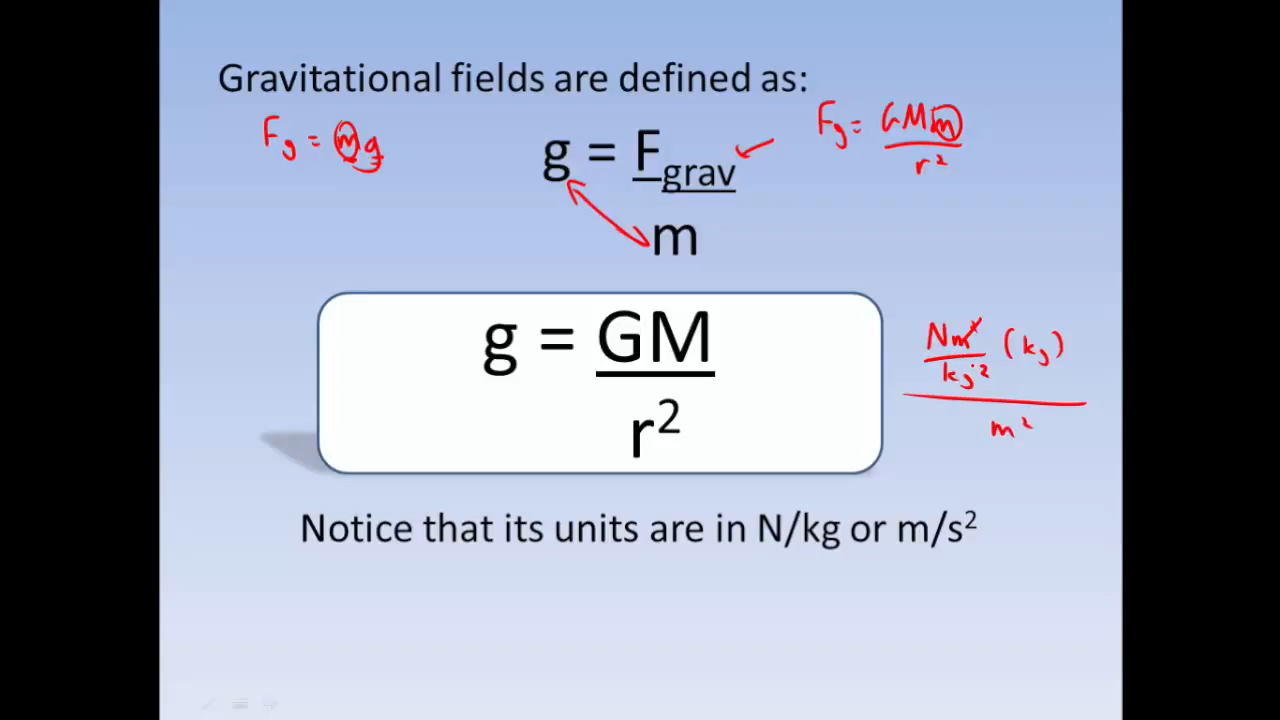 Gravitational fields are defined as:
Fg = mg
g = Fgrav
m
Fg = GMm
r²
g = GM
r²
Nm² (kg)
kg²
m²
Notice that its units are in N/kg or m/s²